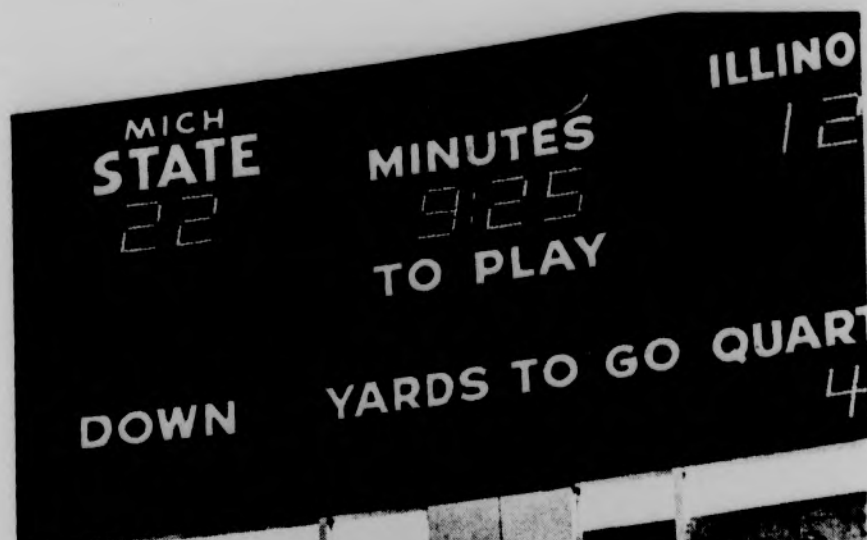 MICH
STATE
22
MINUTES
9:25
TO PLAY
ILLINO
12
DOWN
YARDS TO GO
QUART
4